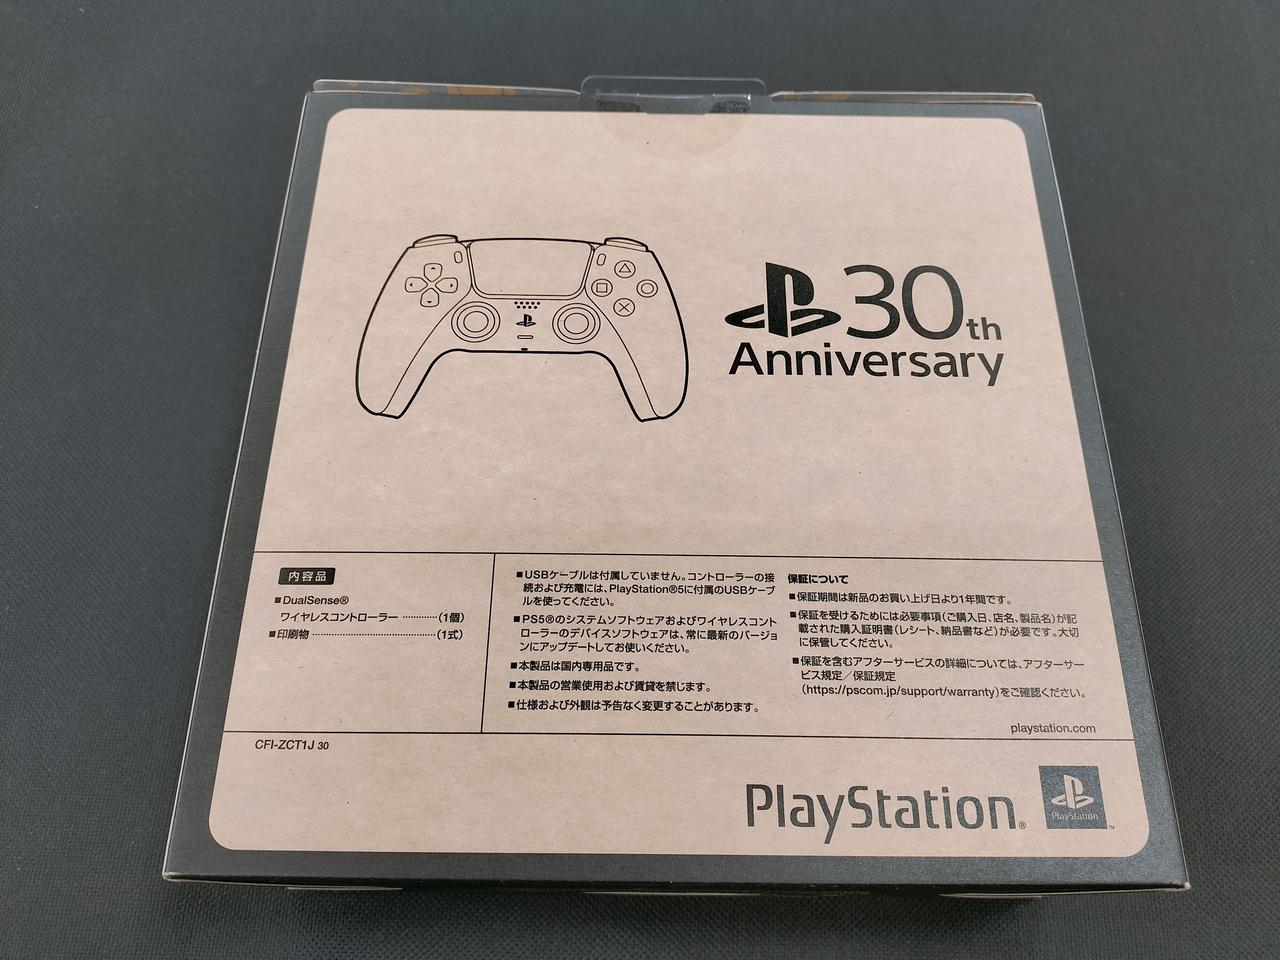 30th
Anniversary
内容品
■DualSense®
ワイヤレスコントローラー …………(1個)
■印刷物 ……………………………(1式)
■USBケーブルは付属していません。コントローラーの接
続および充電には、PlayStation®5に付属のUSBケーブ
ルを使ってください。
■PS5®のシステムソフトウェアおよびワイヤレスコント
ローラーのデバイスソフトウェアは、常に最新のバージョ
ンにアップデートしてお使いください。
■本製品は国内専用品です。
■本製品の営業使用および賃貸を禁じます。
■仕様および外観は予告なく変更することがあります。
保証について
■保証期間は新品のお買い上げ日より1年間です。
■保証を受けるためには必要事項(ご購入日、店名、製品名)が記
載された購入証明書(レシート、納品書など)が必要です。大切
に保管してください。
■保証を含むアフターサービスの詳細については、アフターサー
ビス規定／保証規定
(https://pscom.jp/support/warranty)をご確認ください。
playstation.com
CFI-ZCT1J 30
PlayStation®
PlayStation™